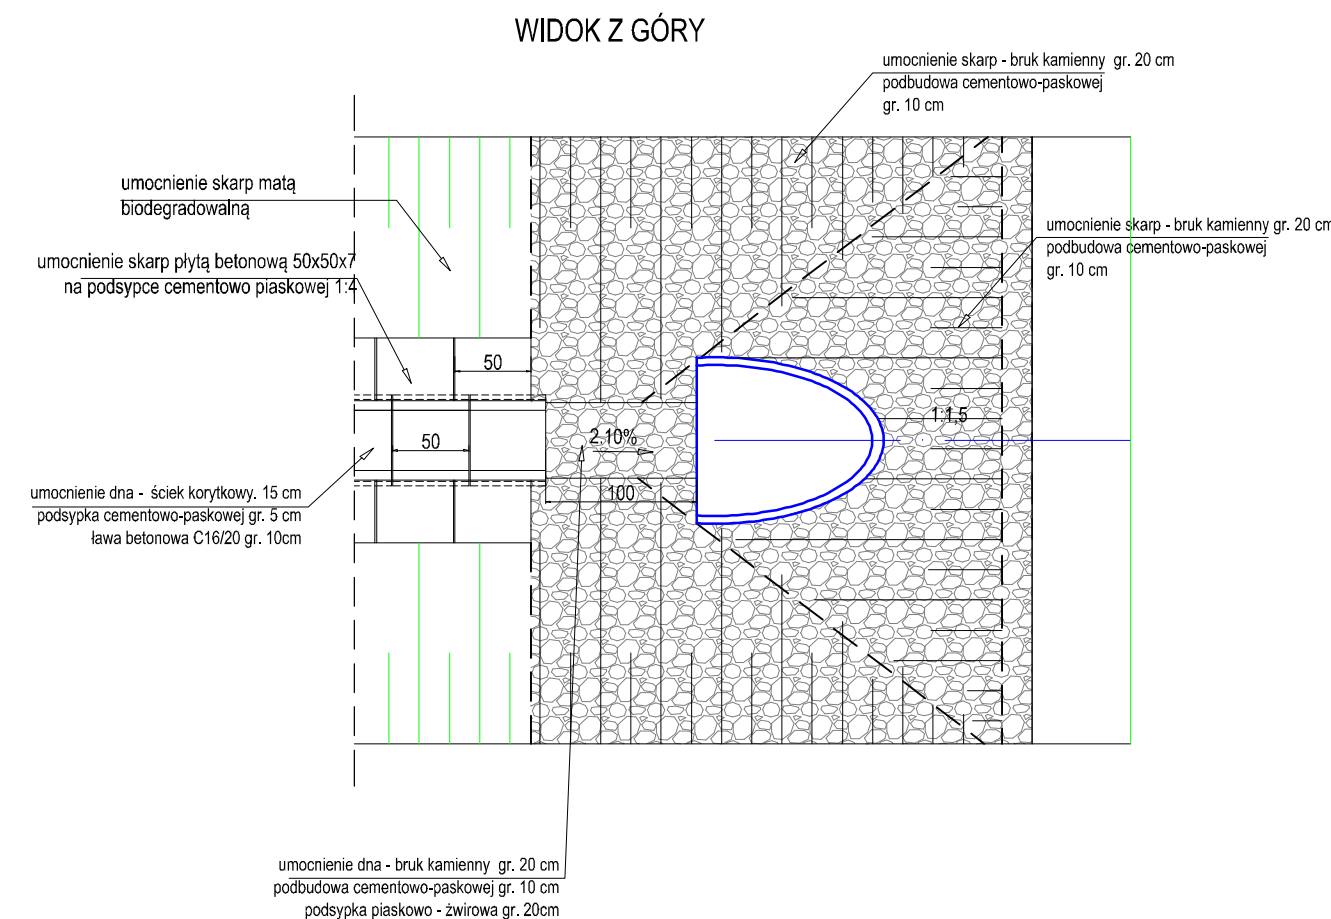 WIDOK Z GÓRY
umocnienie skarp - bruk kamienny gr. 20 cm
podbudowa cementowo-paskowej
gr. 10 cm
umocnienie skarp matą
biodegradowalną
umocnienie skarp - bruk kamienny gr. 20 cm
podbudowa cementowo-paskowej
gr. 10 cm
umocnienie skarp płytą betonową 50x50x7
na podsypce cementowo piaskowej 1:4
50
1:1,5
50
2.10%
100
umocnienie dna - ściek korytkowy. 15 cm
podsypka cementowo-paskowej gr. 5 cm
ława betonowa C16/20 gr. 10cm
umocnienie dna - bruk kamienny gr. 20 cm
podbudowa cementowo-paskowej gr. 10 cm
podsypka piaskowo - żwirowa gr. 20cm